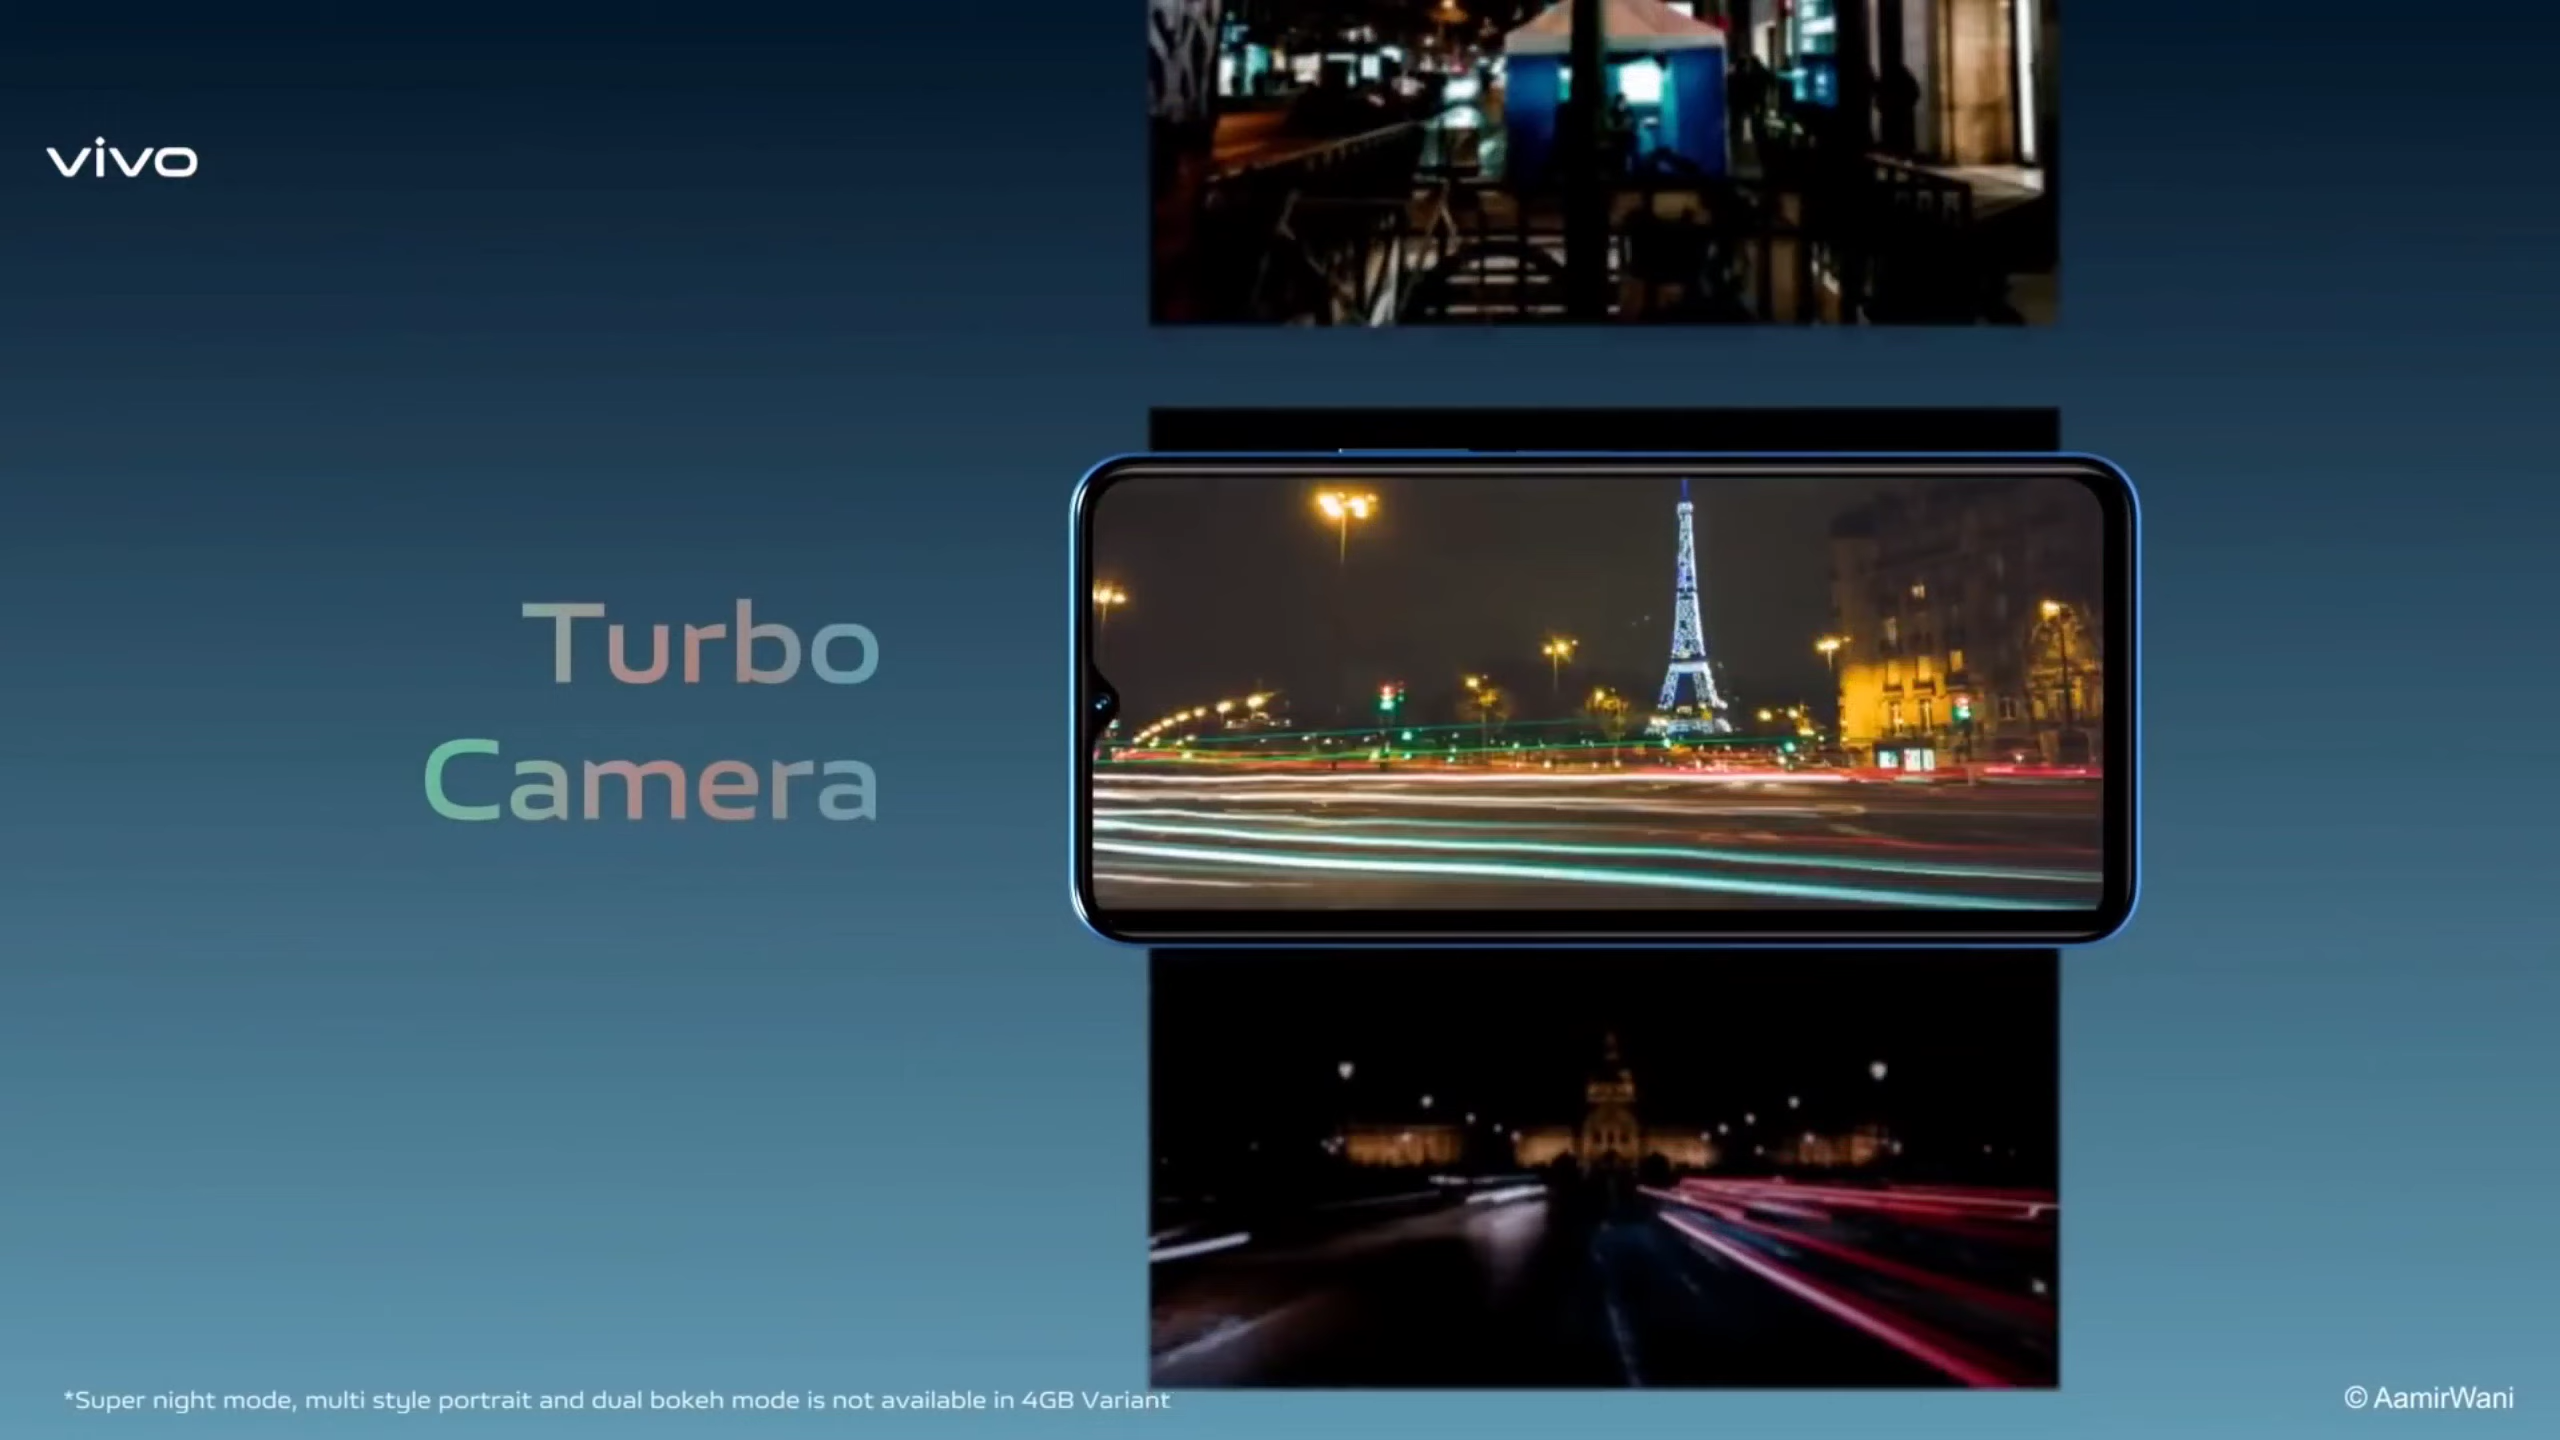 vivo
Turbo
Camera
*Super night mode, multi style portrait and dual bokeh mode is not available in 4GB Variant
© AamirWani